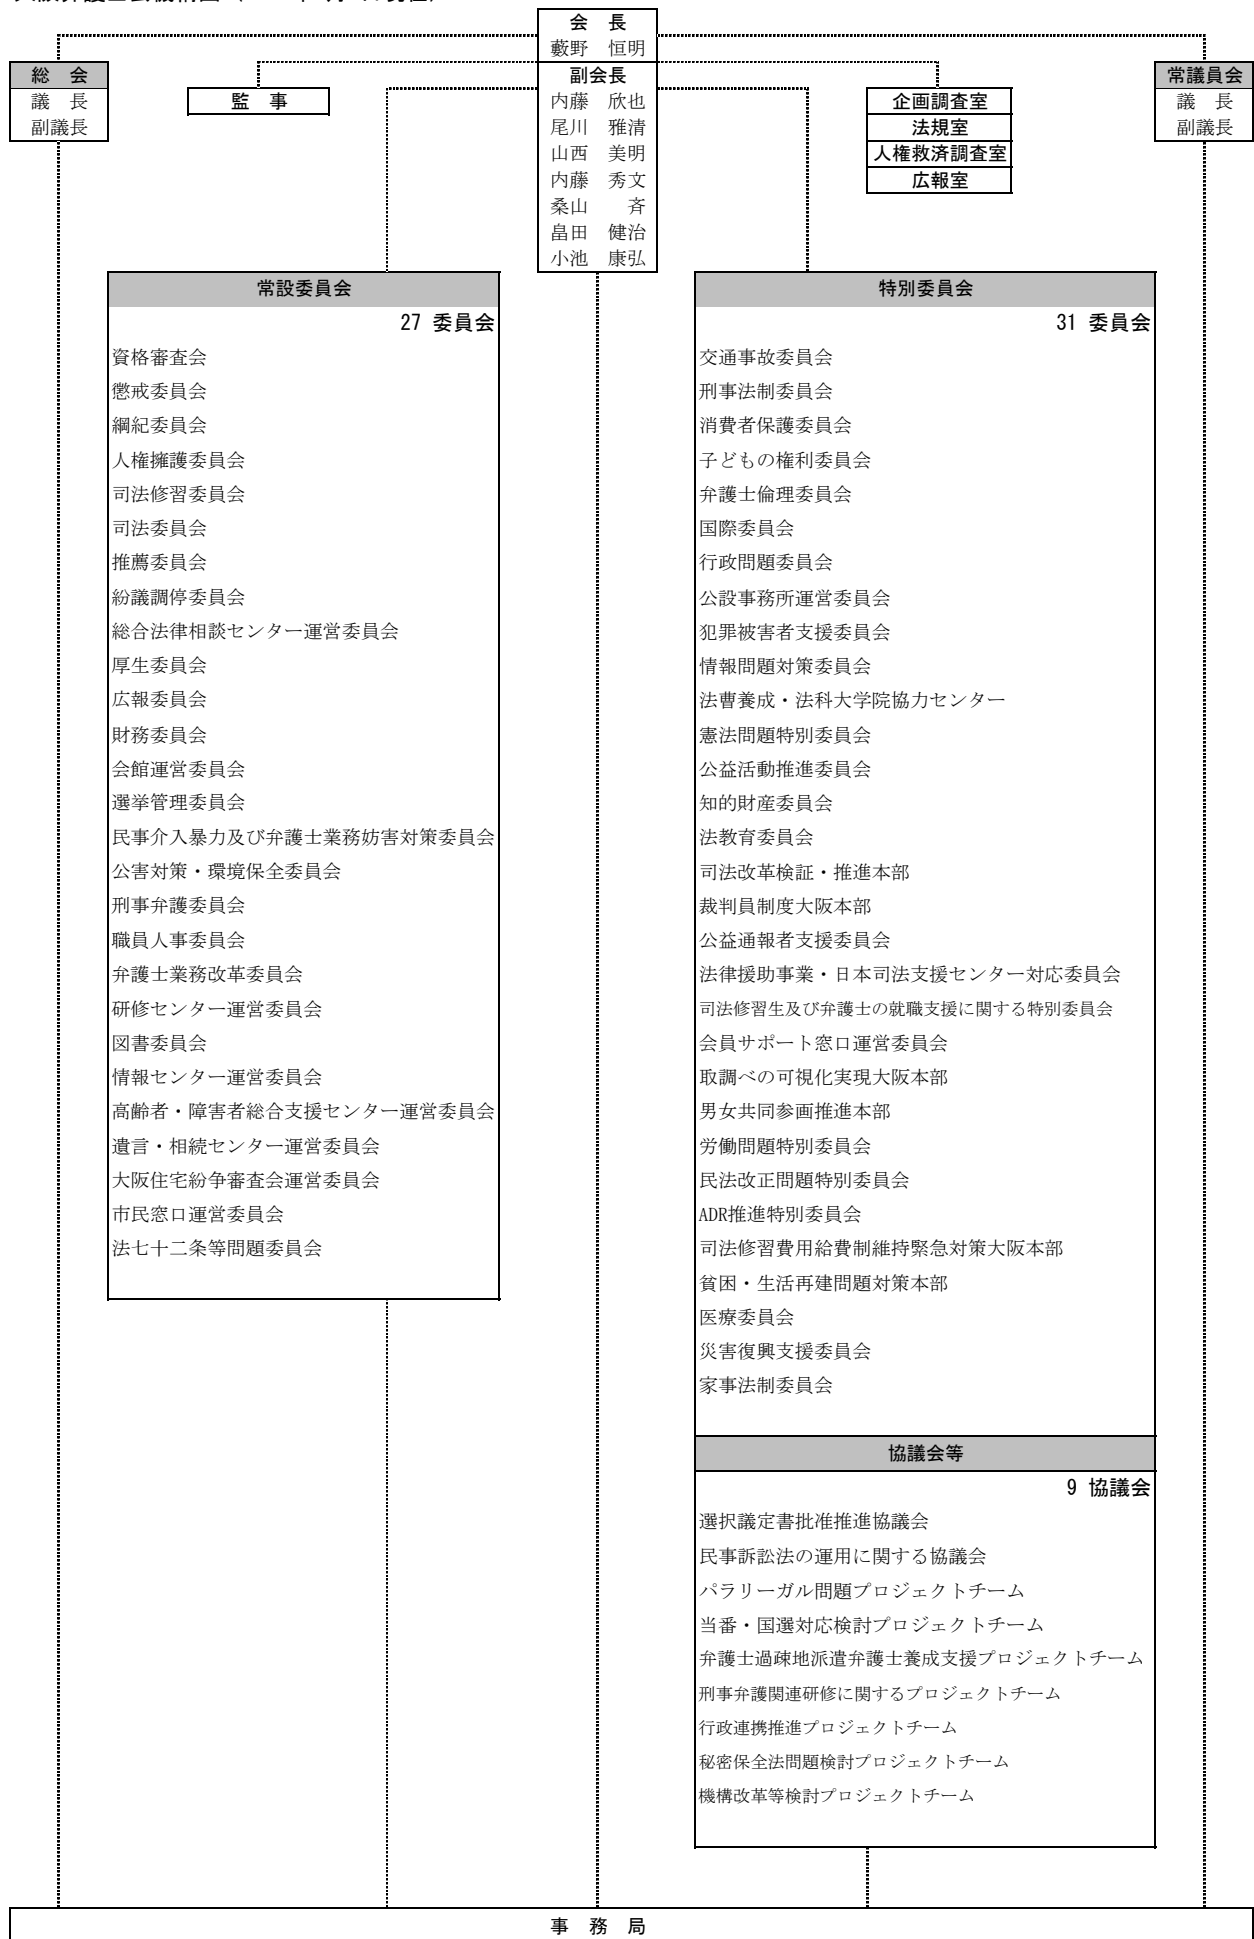 会 長
藪野 恒明
副会長
内藤 欣也
尾川 雅清
山西 美明
内藤 秀文
桑山 斉
畠田 健治
小池 康弘
総 会
議 長
副議長
監 事
企画調査室
法規室
人権救済調査室
広報室
常議員会
議 長
副議長
常設委員会
27 委員会
資格審査会
懲戒委員会
綱紀委員会
人権擁護委員会
司法修習委員会
司法委員会
推薦委員会
紛議調停委員会
総合法律相談センター運営委員会
厚生委員会
広報委員会
財務委員会
会館運営委員会
選挙管理委員会
民事介入暴力及び弁護士業務妨害対策委員会
公害対策・環境保全委員会
刑事弁護委員会
職員人事委員会
弁護士業務改革委員会
研修センター運営委員会
図書委員会
情報センター運営委員会
高齢者・障害者総合支援センター運営委員会
遺言・相続センター運営委員会
大阪住宅紛争審査会運営委員会
市民窓口運営委員会
法七十二条等問題委員会
特別委員会
31 委員会
交通事故委員会
刑事法制委員会
消費者保護委員会
子どもの権利委員会
弁護士倫理委員会
国際委員会
行政問題委員会
公設事務所運営委員会
犯罪被害者支援委員会
情報問題対策委員会
法曹養成・法科大学院協力センター
憲法問題特別委員会
公益活動推進委員会
知的財産委員会
法教育委員会
司法改革検証・推進本部
裁判員制度大阪本部
公益通報者支援委員会
法律援助事業・日本司法支援センター対応委員会
司法修習生及び弁護士の就職支援に関する特別委員会
会員サポート窓口運営委員会
取調べの可視化実現大阪本部
男女共同参画推進本部
労働問題特別委員会
民法改正問題特別委員会
ADR推進特別委員会
司法修習費用給費制維持緊急対策大阪本部
貧困・生活再建問題対策本部
医療委員会
災害復興支援委員会
家事法制委員会
協議会等
9 協議会
選択議定書批准推進協議会
民事訴訟法の運用に関する協議会
パラリーガル問題プロジェクトチーム
当番・国選対応検討プロジェクトチーム
弁護士過疎地派遣弁護士養成支援プロジェクトチーム
刑事弁護関連研修に関するプロジェクトチーム
行政連携推進プロジェクトチーム
秘密保全法問題検討プロジェクトチーム
機構改革等検討プロジェクトチーム
事 務 局